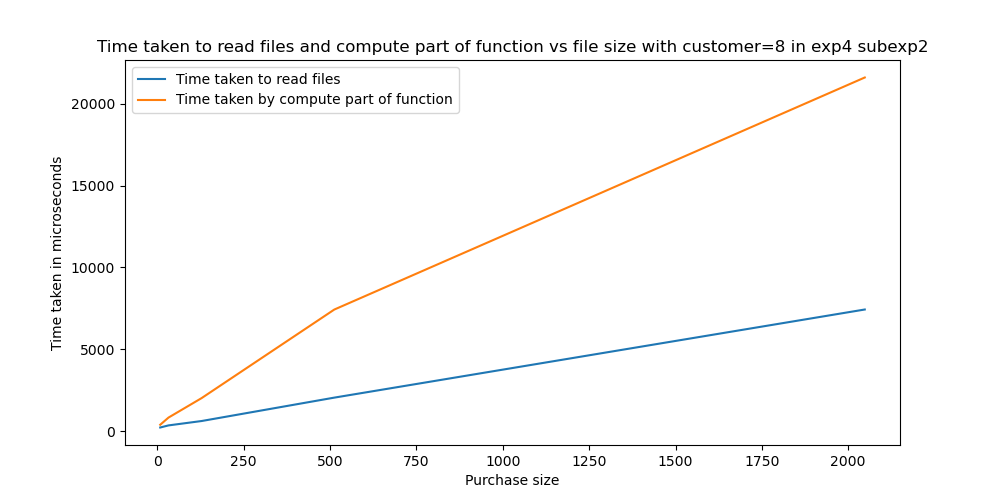 Time taken to read files and compute part of function vs file size with customer=8 in exp4 subexp2
Time taken to read files
Time taken by compute part of function
20000
15000
10000
5000
0
Time taken in microseconds
0 250 500 750 1000 1250 1500 1750 2000
Purchase size